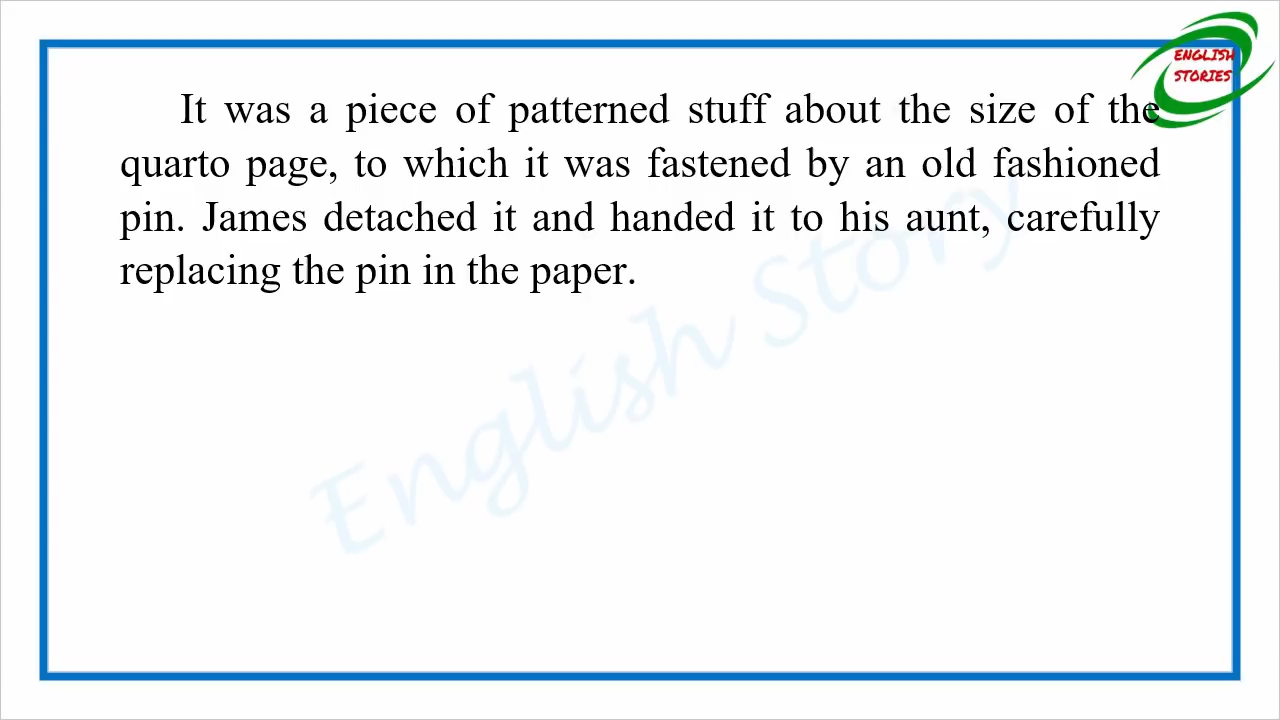 ENGLISH
STORIES
It was a piece of patterned stuff about the size of the
quarto page, to which it was fastened by an old fashioned
pin. James detached it and handed it to his aunt, carefully
replacing the pin in the paper.
English Story